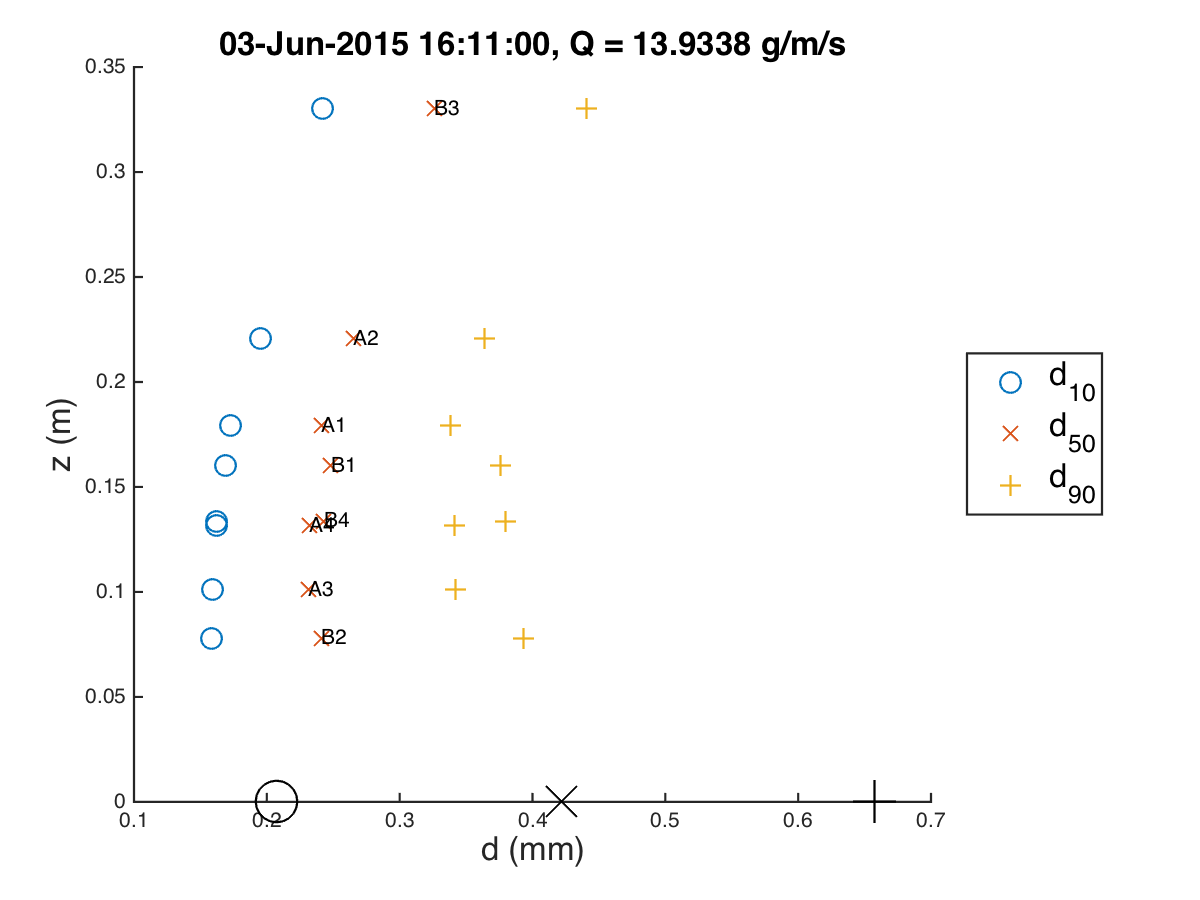 03-Jun-2015 16:11:00, Q = 13.9338 g/m/s
0.35
B3
0.3
0.25
A2
0.2
A1
B1
0.15
B4
A4
A3
0.1
B2
0.05
0
0.1 0.2 0.3 0.4 0.5 0.6 0.7
d (mm)
z (m)
d10
d50
d90